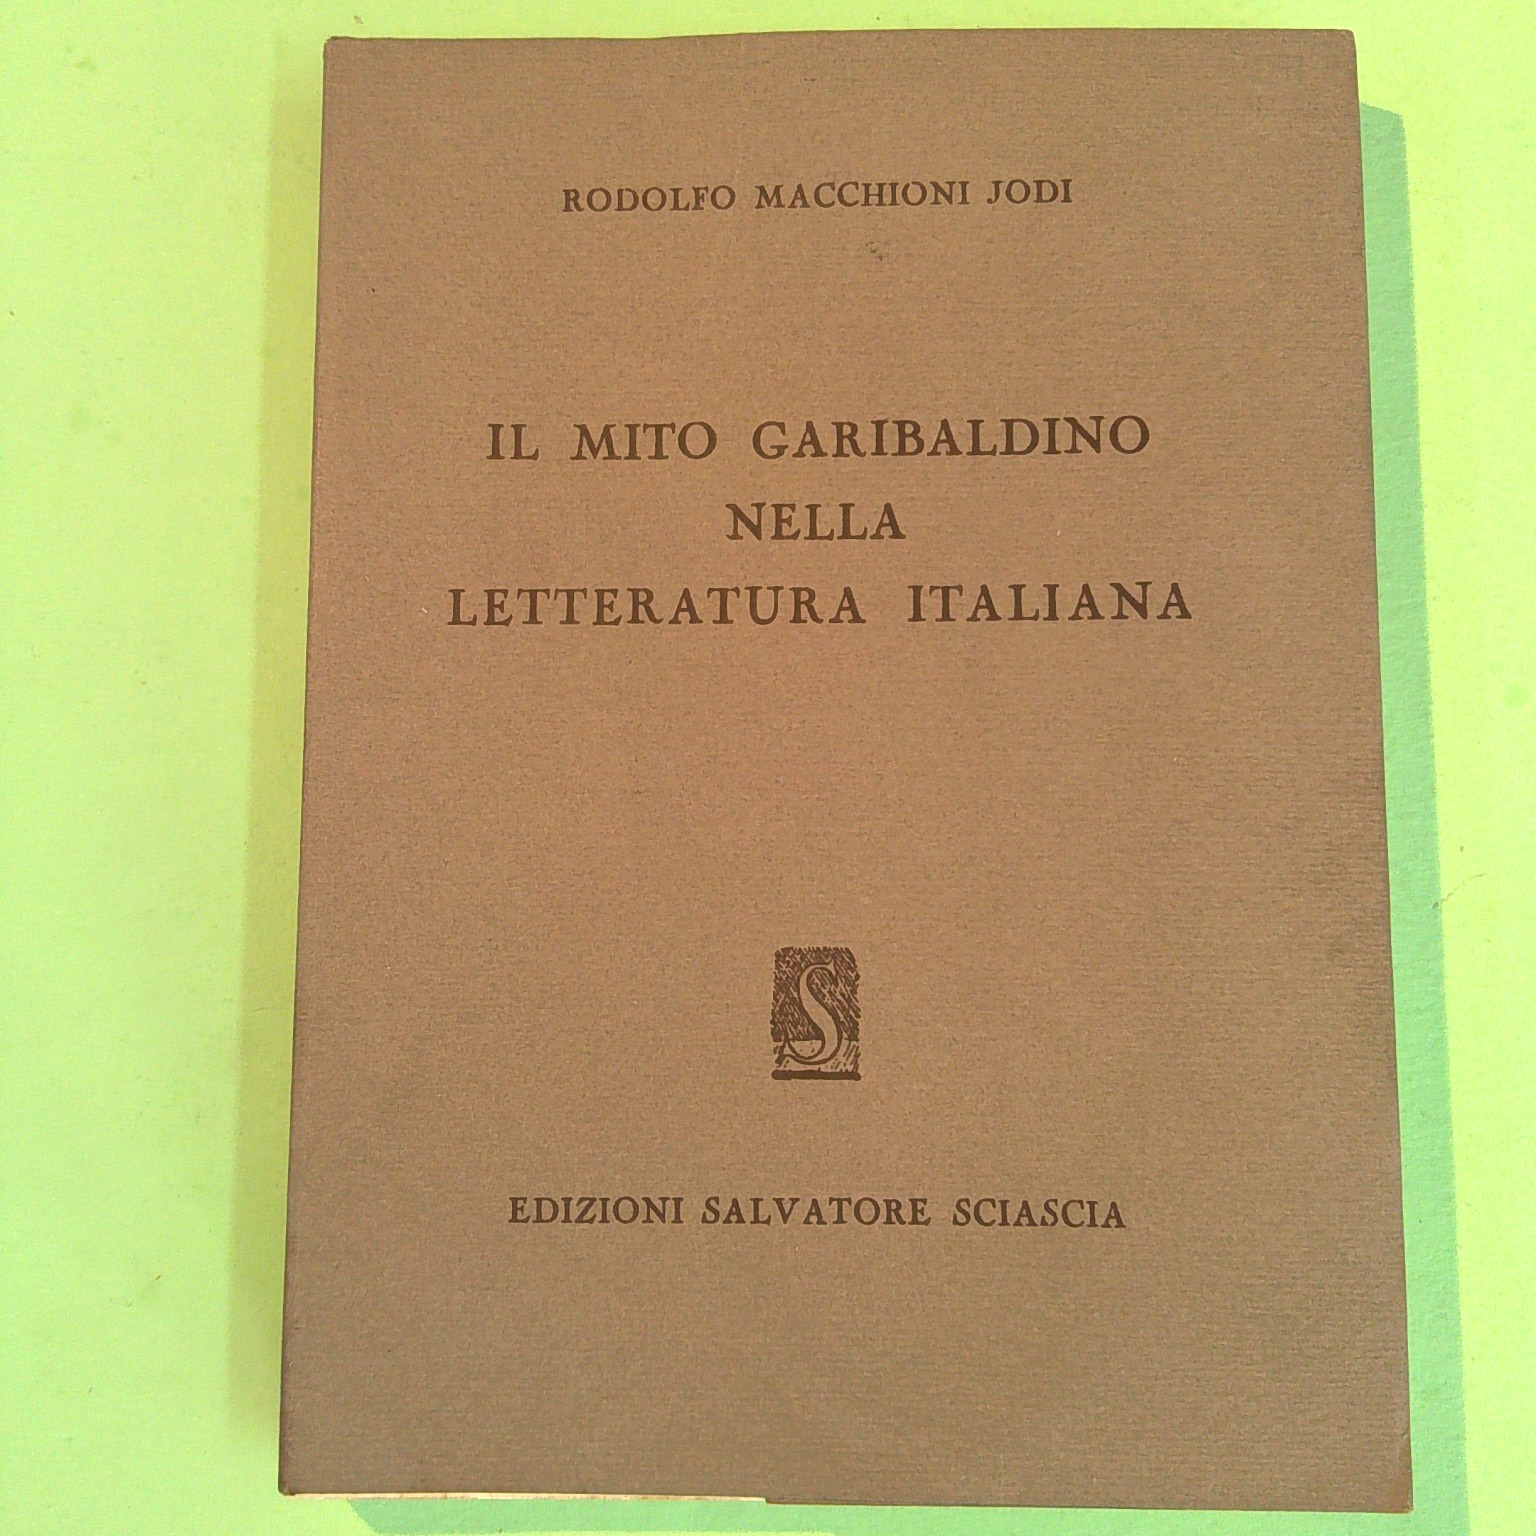 RODOLFO MACCHIONI JODI
IL MITO GARIBALDINO
NELLA
LETTERATURA ITALIANA
S
EDIZIONI SALVATORE SCIASCIA